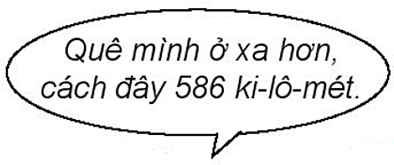 Quê mình ở xa hơn,
cách đây 586 ki-lô-mét.